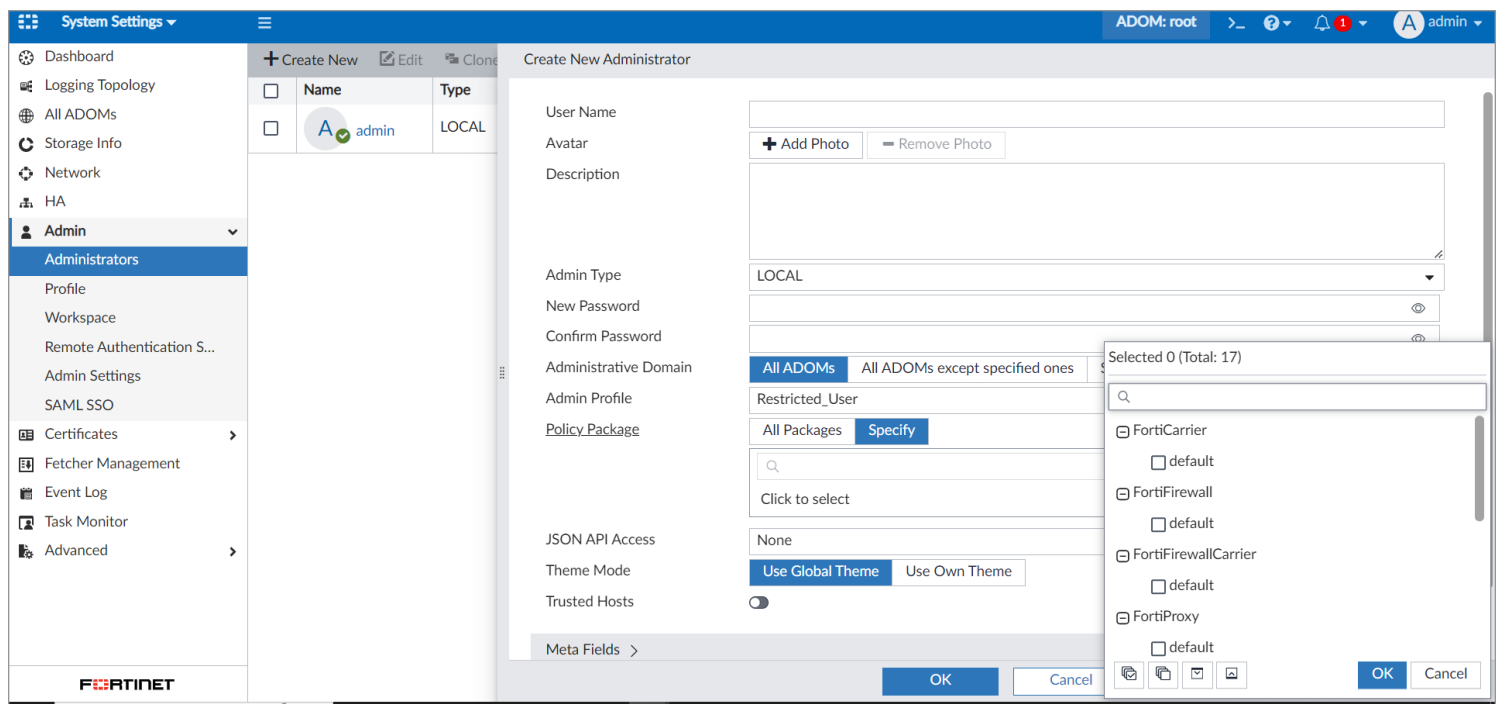 System Settings
ADOM: root
>_
?
1
A
admin
Dashboard
Logging Topology
All ADOMs
Storage Info
Network
HA
Admin
Administrators
Profile
Workspace
Remote Authentication S...
Admin Settings
SAML SSO
Certificates
Fetcher Management
Event Log
Task Monitor
Advanced
FORTINET
Create New
Edit
Clone
Name
Type
A
admin
LOCAL
Create New Administrator
User Name
Avatar
Add Photo
Remove Photo
Description
Admin Type
LOCAL
New Password
Confirm Password
Administrative Domain
All ADOMs
All ADOMs except specified ones
Admin Profile
Restricted_User
Policy Package
All Packages
Specify
Click to select
JSON API Access
None
Theme Mode
Use Global Theme
Use Own Theme
Trusted Hosts
Meta Fields
OK
Cancel
Selected 0 (Total: 17)
FortiCarrier
default
FortiFirewall
default
FortiFirewallCarrier
default
FortiProxy
default
OK
Cancel